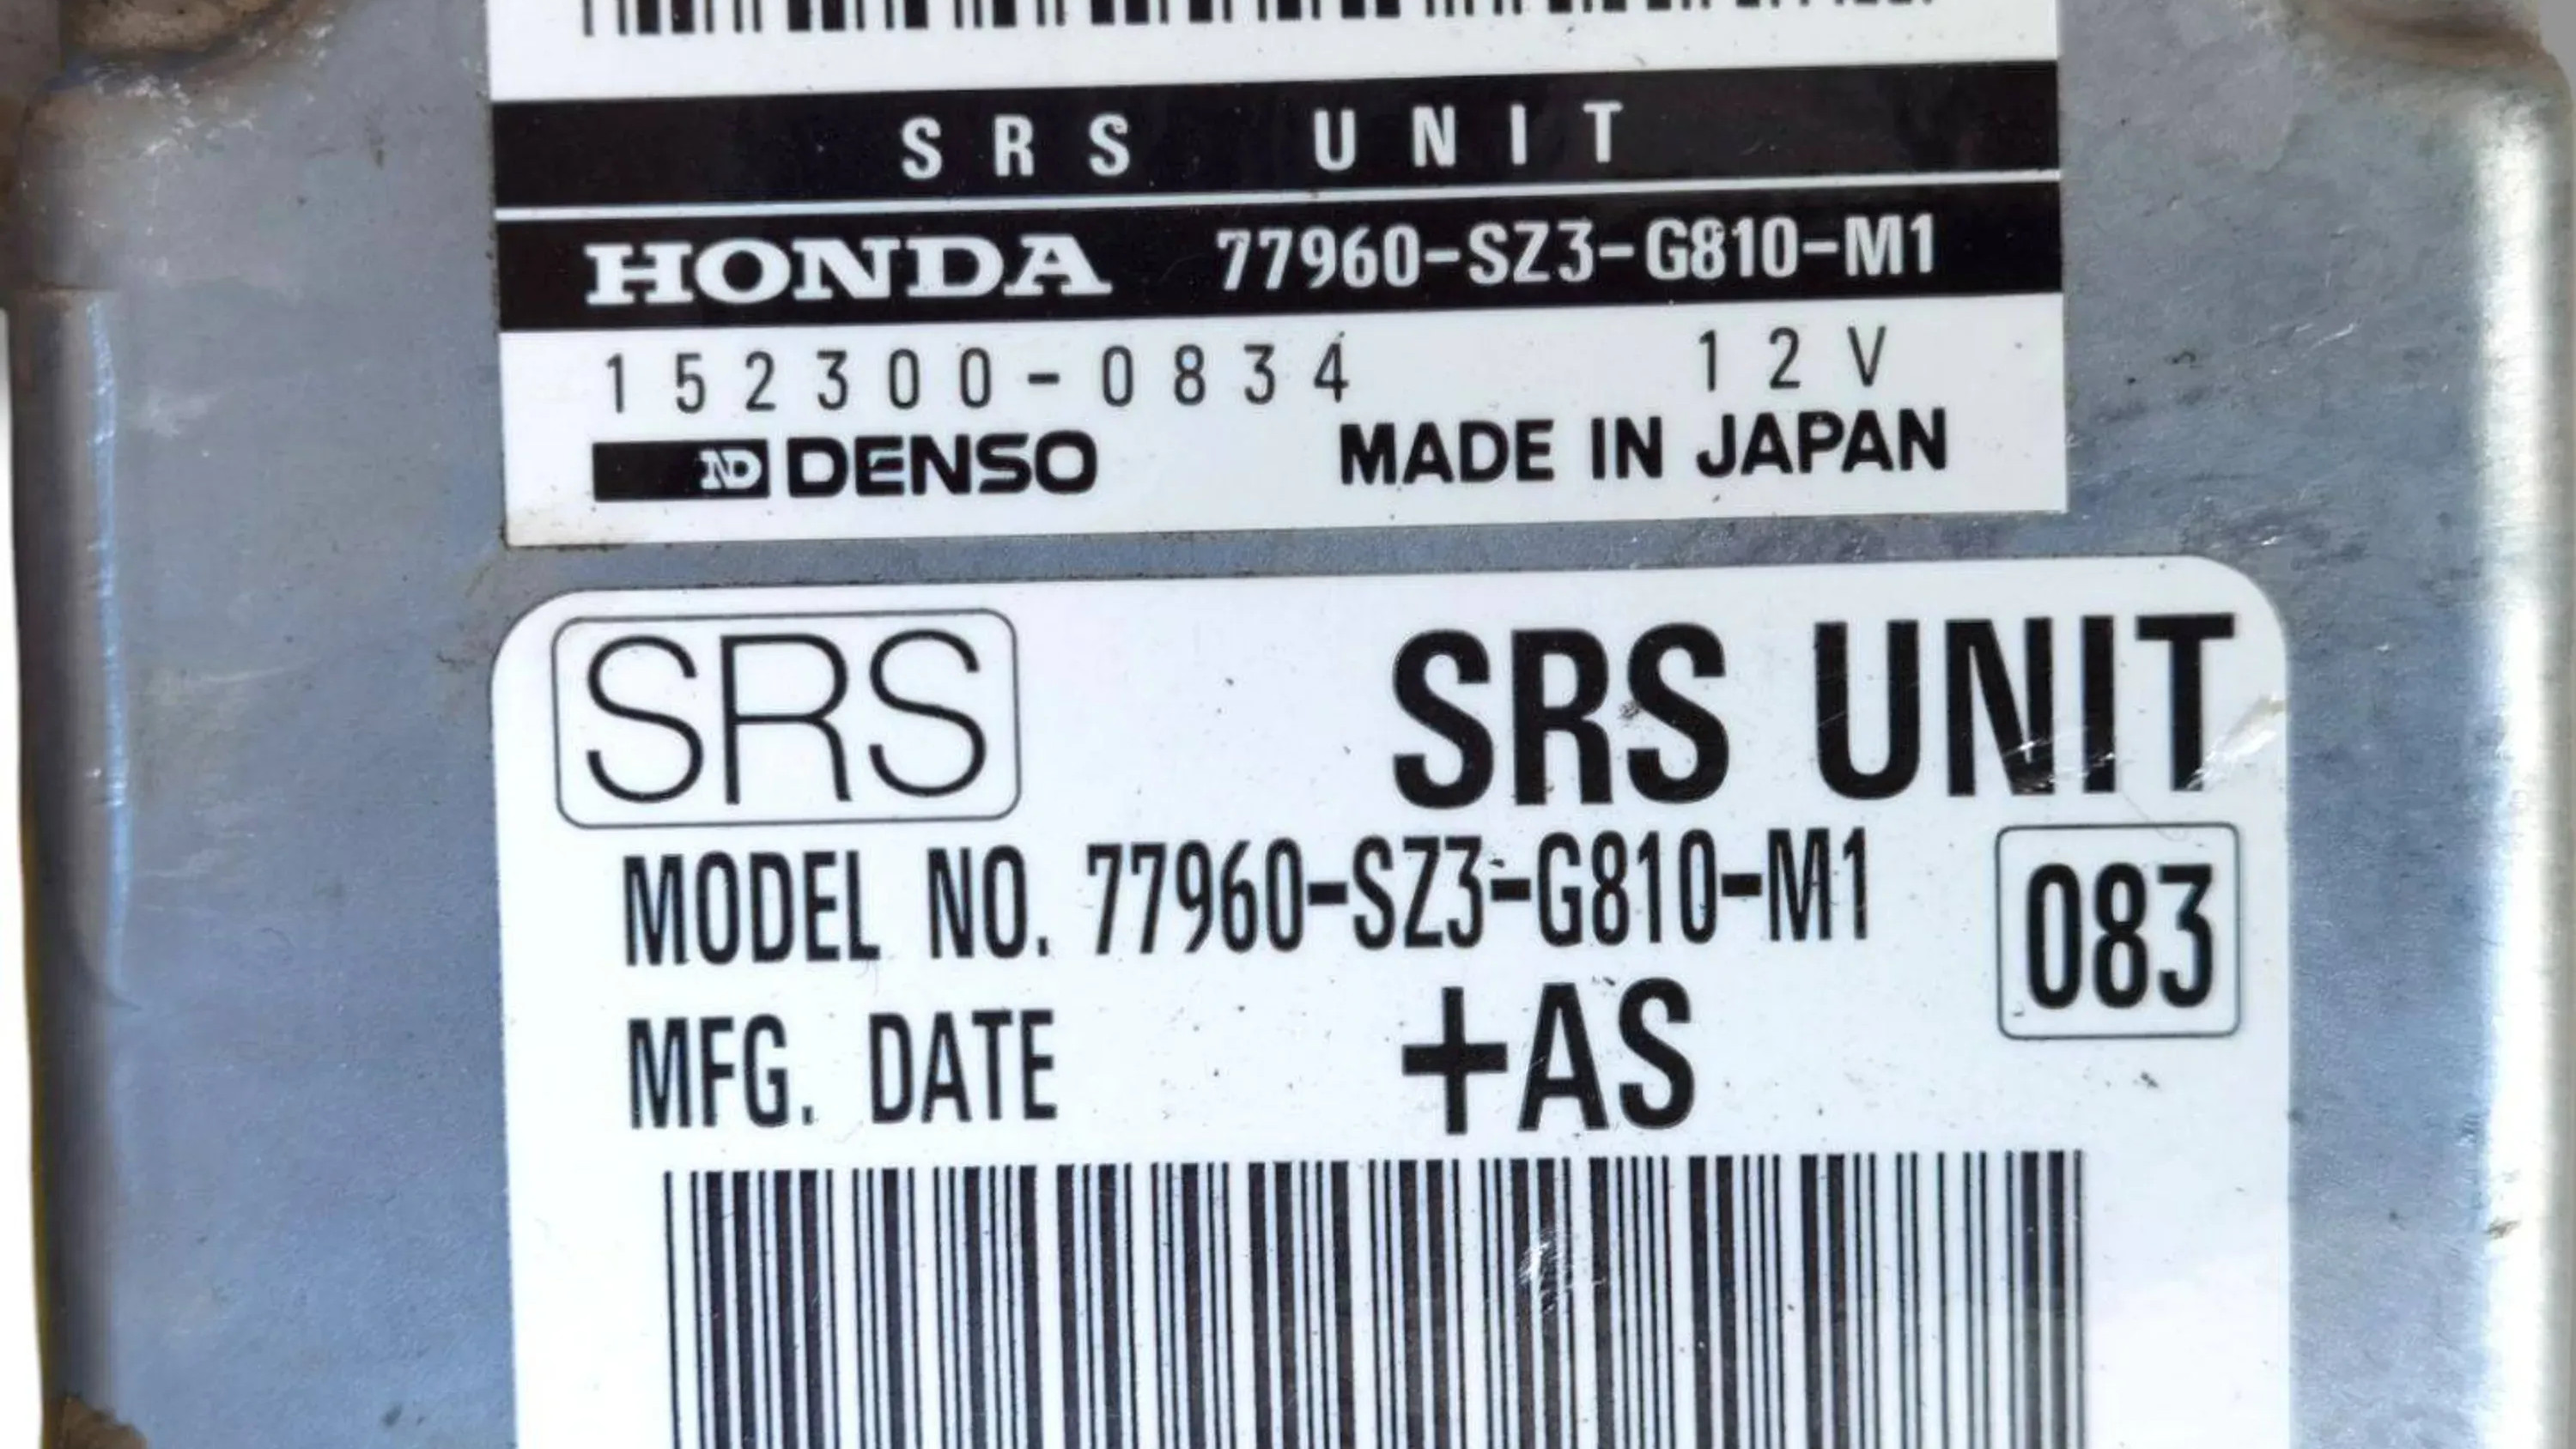 SRS UNIT
HONDA 77960-SZ3-G810-M1
152300-0834 12V
ND DENSO MADE IN JAPAN
SRS SRS UNIT
MODEL NO. 77960-SZ3-G810-M1 083
MFG. DATE +AS